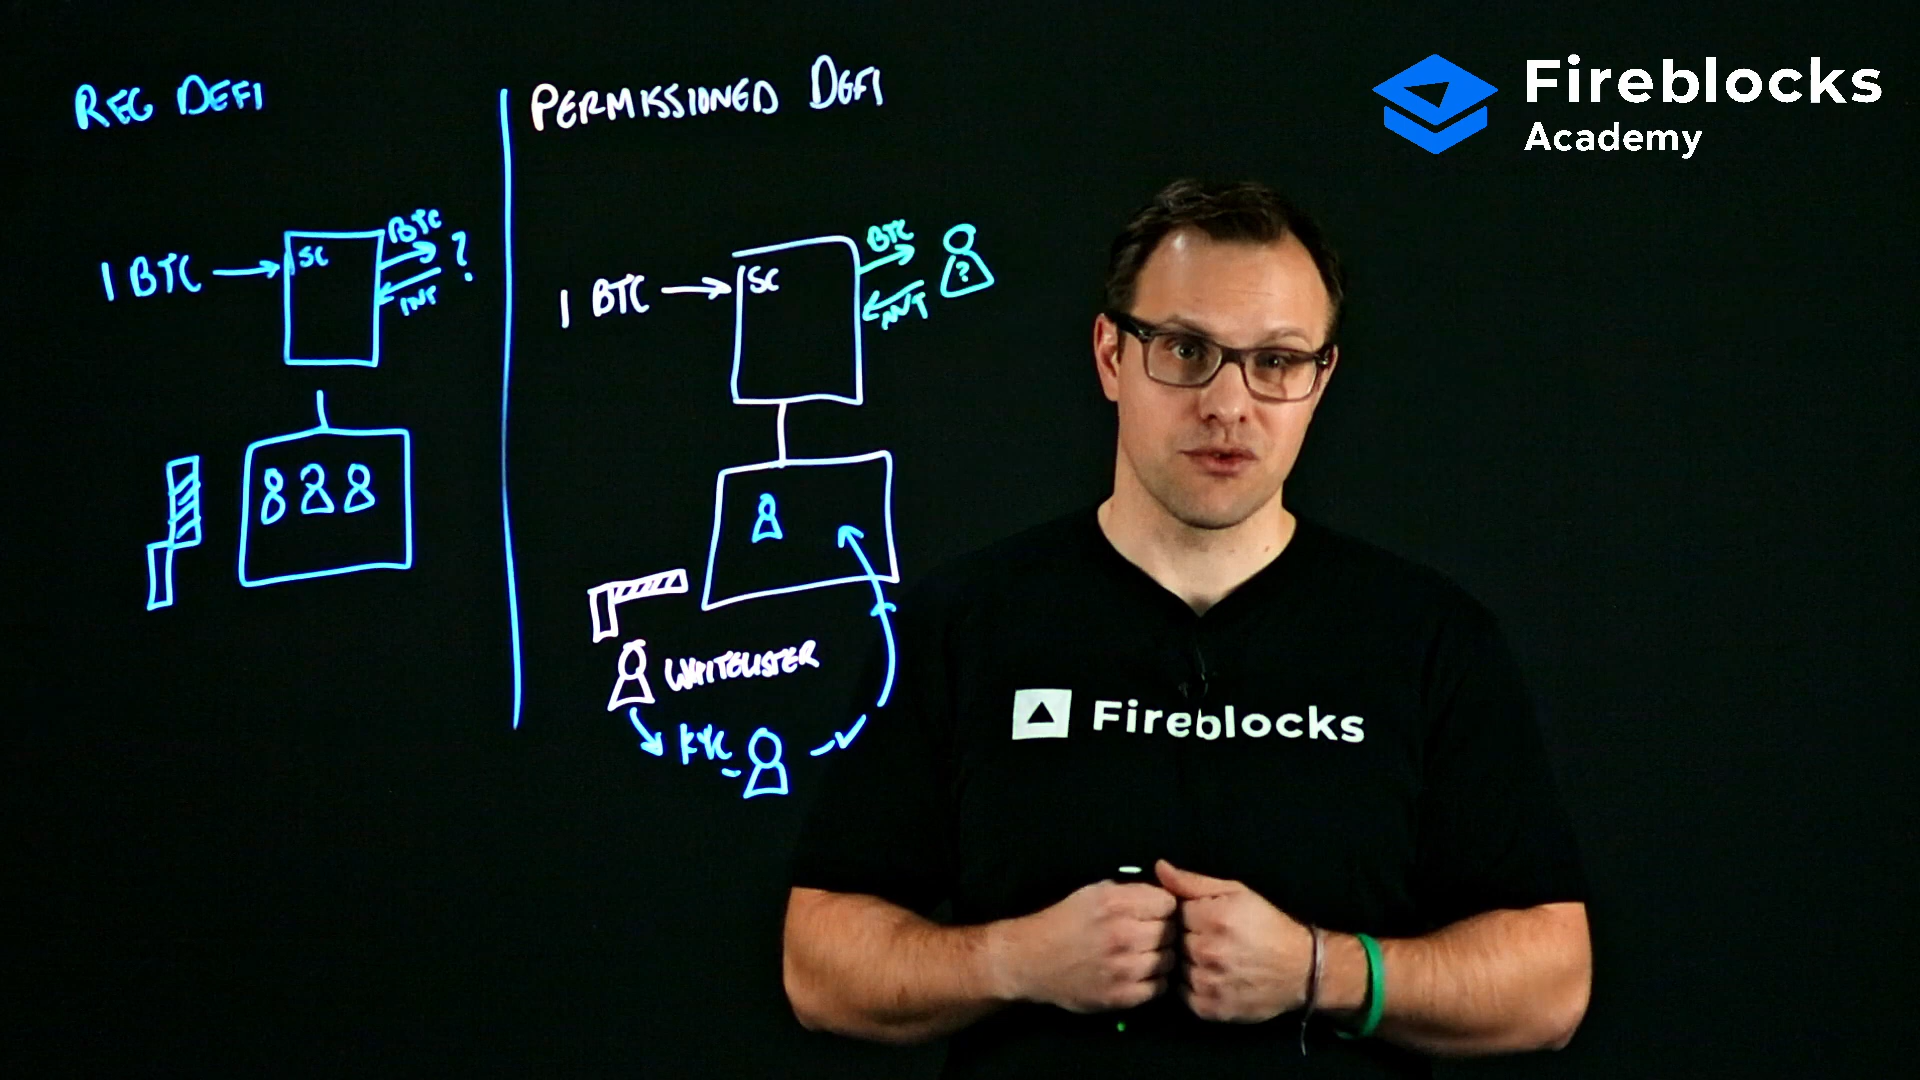 REG DEFI
1 BTC
SC
BTC
?
INT
PERMISSIONED DEFI
1 BTC
SC
BTC
?
INT
WHITELISTER
KYC
Fireblocks
Academy
Fireblocks